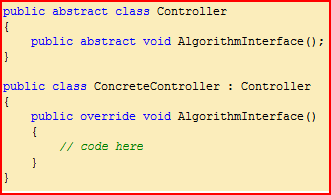 public abstract class Controller
{
    public abstract void AlgorithmInterface();
}

public class ConcreteController : Controller
{
    public override void AlgorithmInterface()
    {
        // code here
    }
}